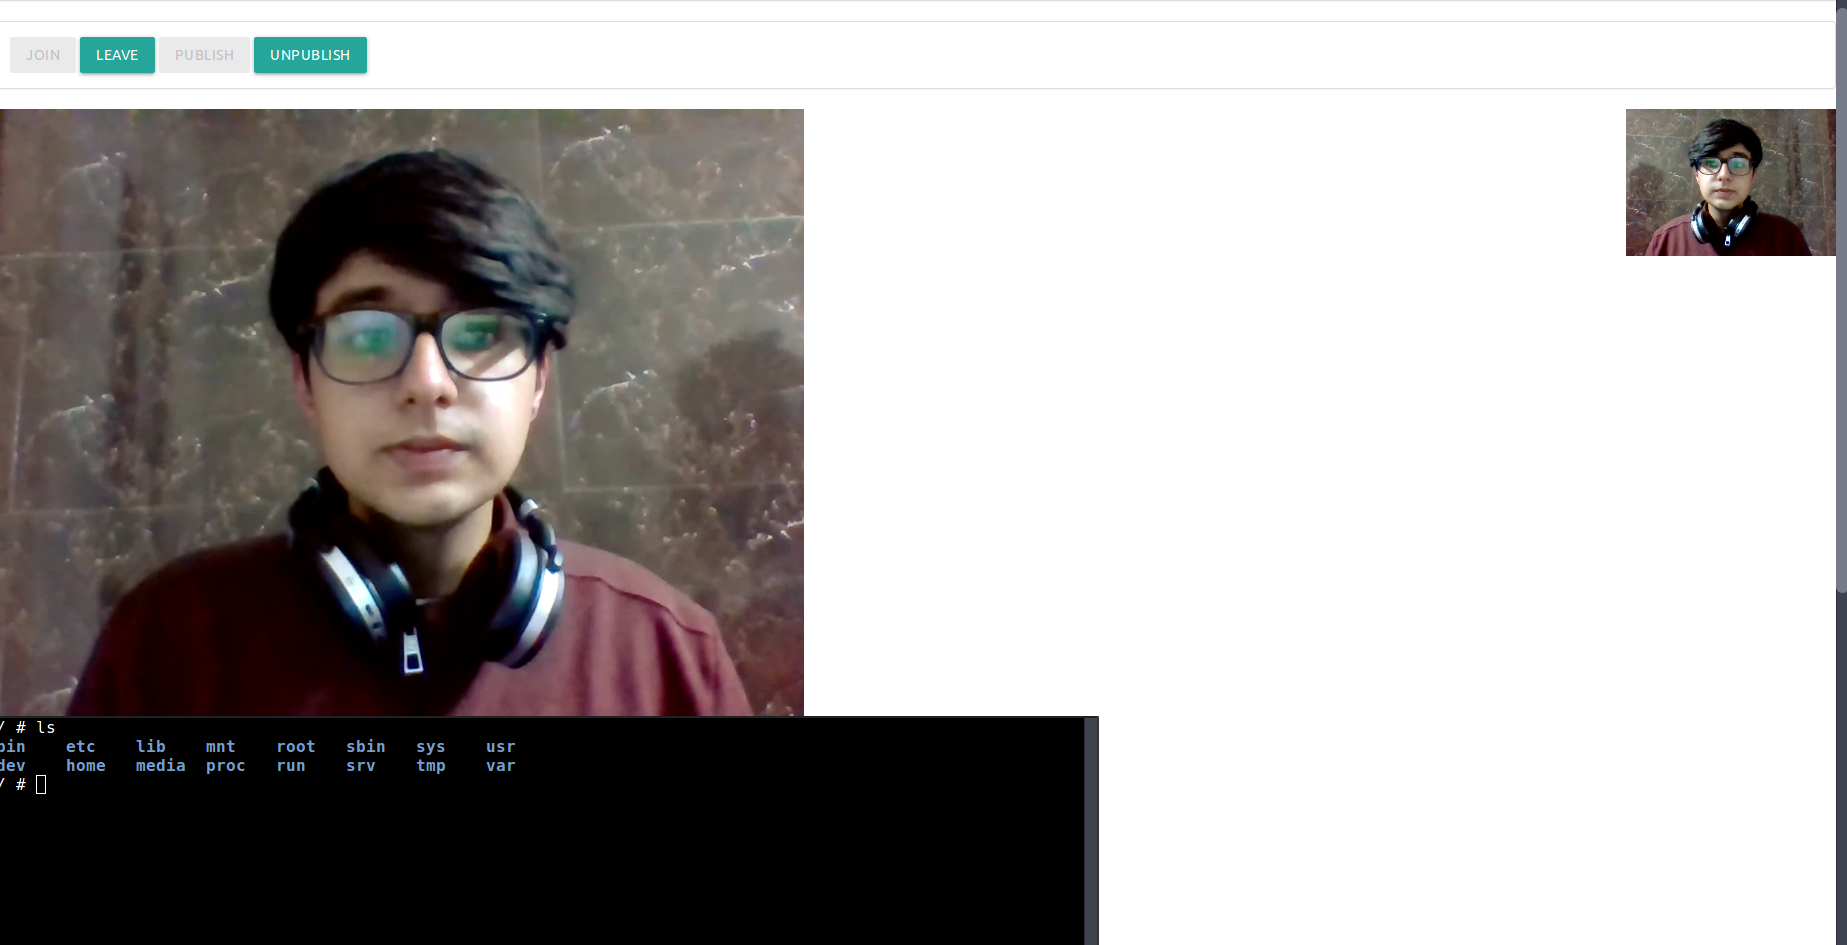 JOIN LEAVE PUBLISH UNPUBLISH
/ # ls
bin etc lib mnt root sbin sys usr
dev home media proc run srv tmp var
/ #